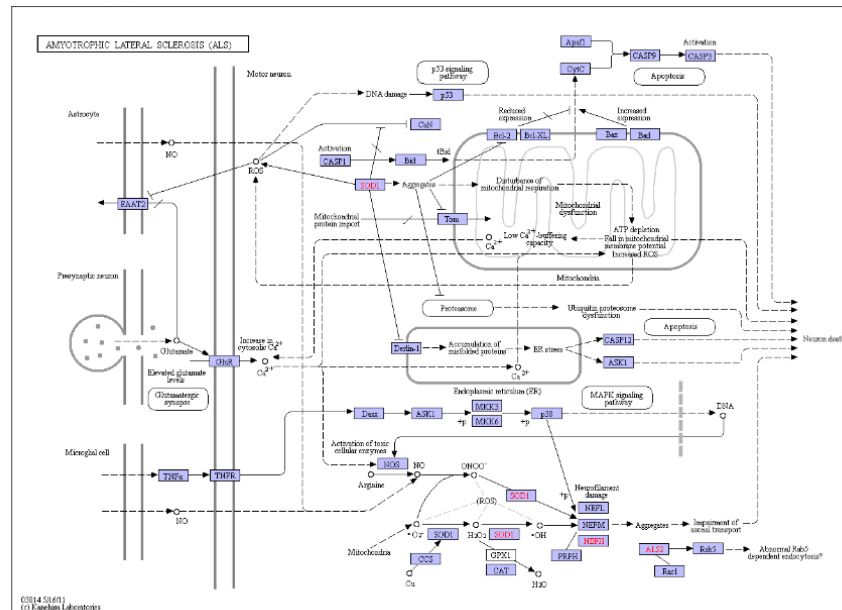 AMYOTROPHIC LATERAL SCLEROSIS (ALS)
Motor neuron
Astrocyte
NO
EAAT2
ROS
DNA damage
p53
p53 signaling
pathway
CaN
Activation
CASP1
Bid
tBid
SOD1
Aggregates
Mitochondrial
protein import
Tom
Reduced
expression
Increased
expression
Bcl-2
Bcl-XL
Bax
Bad
Apaf1
CytC
CASP9
Activation
CASP3
Apoptosis
Disturbance of
mitochondrial respiration
Mitochondrial
dysfunction
ATP depletion
Fall in mitochondrial
membrane potential
Increased ROS
Low Ca2+-buffering
capacity
Ca2+
Mitochondria
Presynaptic neuron
Glutamate
Elevated glutamate
levels
Glutamatergic
synapse
GluR
Increase in
cytosolic Ca2+
Ca2+
Proteasome
Ubiquitin proteosome
dysfunction
Derlin-1
Accumulation of
misfolded proteins
ER stress
Ca2+
CASP12
ASK1
Apoptosis
Neuron death
Endoplasmic reticulum (ER)
Daxx
ASK1
MKK3
MKK6
+p
+p
p38
MAPK signaling
pathway
DNA
Microglial cell
TNFα
TNFR
NO
Activation of toxic
cellular enzymes
NOS
NO
Arginine
ONOO-
(ROS)
SOD1
+p
Neurofilament
damage
NEFL
NEFM
NEFH
PRPH
Aggregates
Impairment of
axonal transport
Mitochondria
·O2-
SOD1
H2O2
SOD1
·OH
CCS
Cu
GPX1
CAT
H2O
ALS2
Rab5
Rac1
Abnormal Rab5
dependent endocytosis?
05014 5/16/11
(c) Kanehisa Laboratories